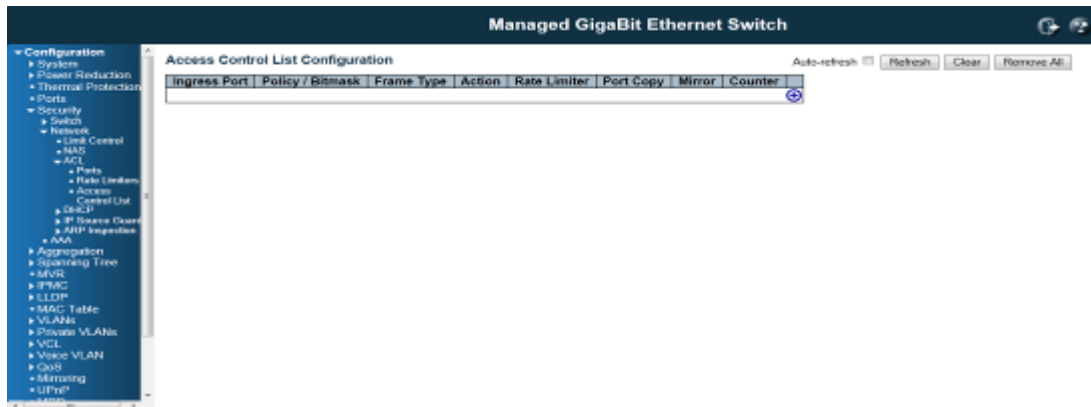 Managed GigaBit Ethernet Switch
Configuration
System
Power Reduction
Thermal Protection
Ports
Security
Switch
Network
Limit Control
NAS
ACL
Ports
Rate Limiters
Access
Control List
DHCP
IP Source Guard
ARP Inspection
AAA
Aggregation
Spanning Tree
MVR
IPMC
LLDP
MAC Table
VLANs
Private VLANs
VCL
Voice VLAN
QoS
Mirroring
UPnP
Access Control List Configuration
Auto-refresh Refresh Clear Remove All
Ingress Port Policy / Bitmask Frame Type Action Rate Limiter Port Copy Mirror Counter